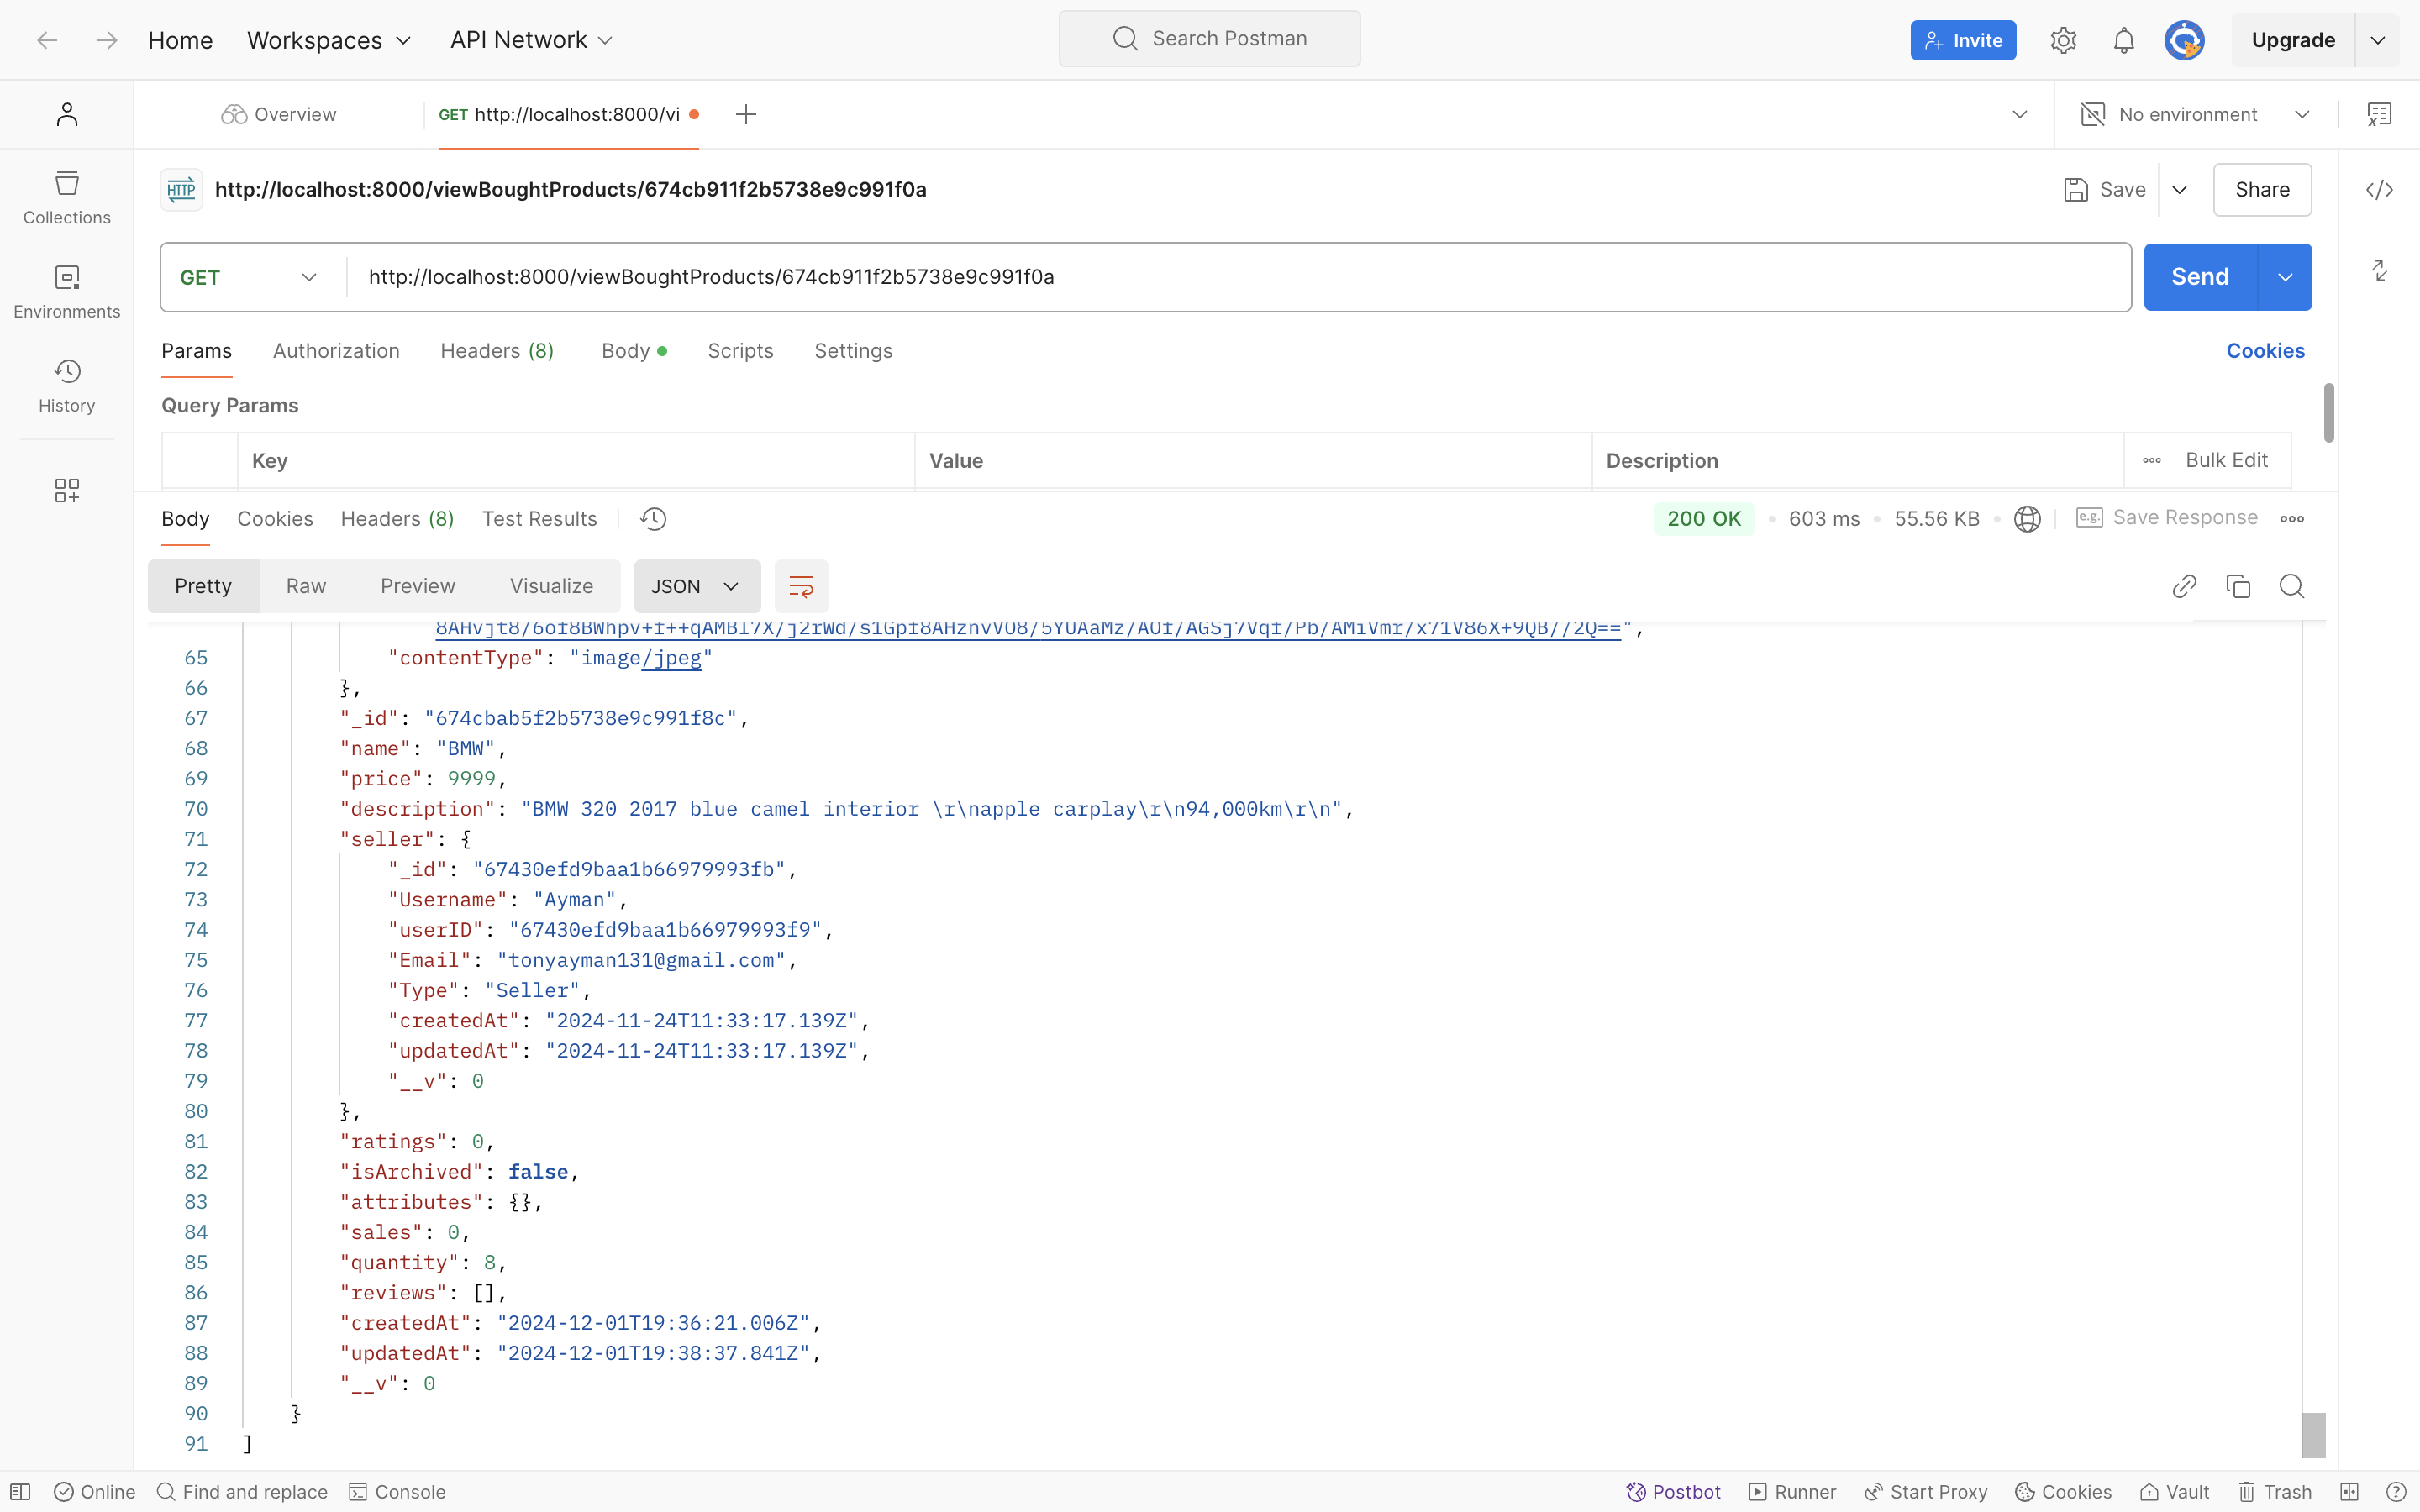 Home
Workspaces
API Network
Search Postman
Invite
Upgrade
Overview
GET http://localhost:8000/vi
No environment
Collections
Environments
History
HTTP http://localhost:8000/viewBoughtProducts/674cb911f2b5738e9c991f0a
Save
Share
GET http://localhost:8000/viewBoughtProducts/674cb911f2b5738e9c991f0a
Send
Params Authorization Headers (8) Body Scripts Settings Cookies
Query Params
Key Value Description Bulk Edit
Body Cookies Headers (8) Test Results 200 OK 603 ms 55.56 KB e.g. Save Response
Pretty Raw Preview Visualize JSON
65 "contentType": "image/jpeg"
66 },
67 "_id": "674cbab5f2b5738e9c991f8c",
68 "name": "BMW",
69 "price": 9999,
70 "description": "BMW 320 2017 blue camel interior \r\napple carplay\r\n94,000km\r\n",
71 "seller": {
72 "_id": "67430efd9baa1b66979993fb",
73 "Username": "Ayman",
74 "userID": "67430efd9baa1b66979993f9",
75 "Email": "tonyayman131@gmail.com",
76 "Type": "Seller",
77 "createdAt": "2024-11-24T11:33:17.139Z",
78 "updatedAt": "2024-11-24T11:33:17.139Z",
79 "__v": 0
80 },
81 "ratings": 0,
82 "isArchived": false,
83 "attributes": {},
84 "sales": 0,
85 "quantity": 8,
86 "reviews": [],
87 "createdAt": "2024-12-01T19:36:21.006Z",
88 "updatedAt": "2024-12-01T19:38:37.841Z",
89 "__v": 0
90 }
91 ]
Online Find and replace Console Postbot Runner Start Proxy Cookies Vault Trash